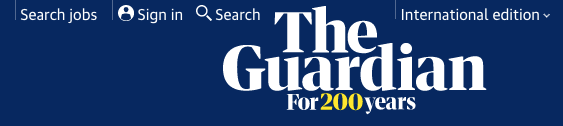 Search jobs
Sign in
Search
International edition
The
Guardian
For 200 years